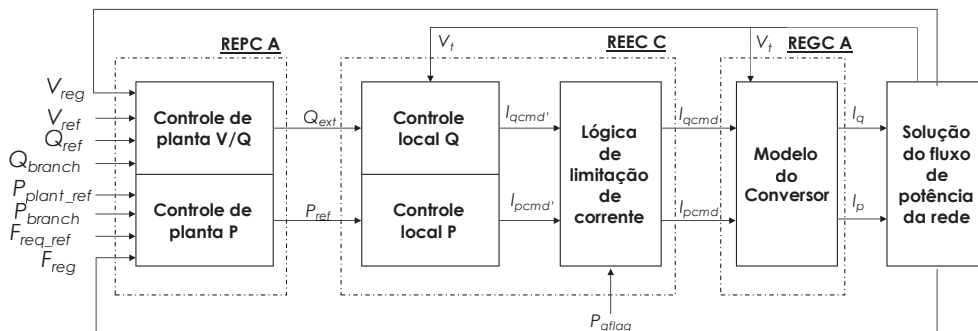 REPC A
REEC C
REGC A
V_t
V_t
V_reg
V_ref
Q_ref
Q_branch
P_plant_ref
P_branch
F_req_ref
F_reg
Controle de
planta V/Q
Controle de
planta P
Q_ext
P_ref
Controle
local Q
Controle
local P
I_qcmd'
I_pcmd'
Lógica
de
limitação
de
corrente
I_qcmd
I_pcmd
Modelo
do
Conversor
I_q
I_p
Solução
do fluxo
de
potência
da rede
P_qflag